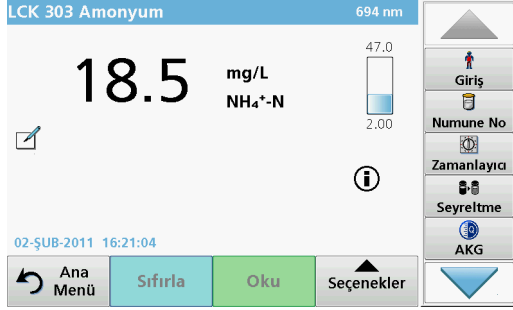 LCK 303 Amonyum 694 nm
47.0
18.5 mg/L
NH₄⁺-N
2.00
02-ŞUB-2011 16:21:04
Ana Menü
Sıfırla
Oku
Seçenekler
Giriş
Numune No
Zamanlayıcı
Seyreltme
AKG